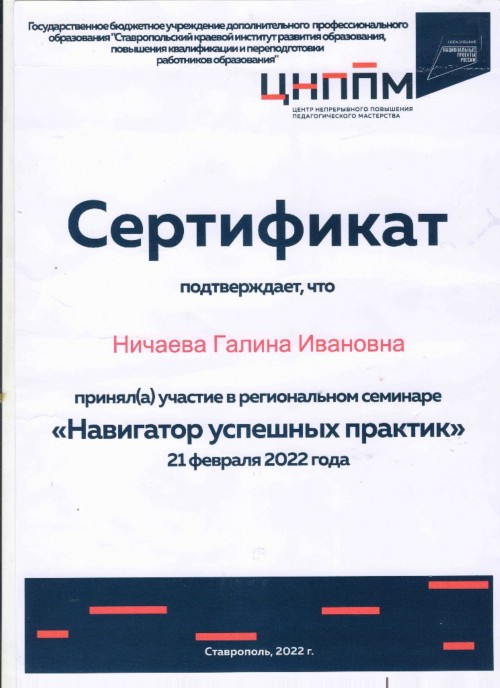 Государственное бюджетное учреждение дополнительного профессионального
образования "Ставропольский краевой институт развития образования,
повышения квалификации и переподготовки
работников образования"
ОБРАЗОВАНИЕ
НАЦИОНАЛЬНЫЕ
ПРОЕКТЫ
РОССИИ
ЦНППМ
ЦЕНТР НЕПРЕРЫВНОГО ПОВЫШЕНИЯ
ПЕДАГОГИЧЕСКОГО МАСТЕРСТВА
Сертификат
подтверждает, что
Ничаева Галина Ивановна
принял(а) участие в региональном семинаре
«Навигатор успешных практик»
21 февраля 2022 года
Ставрополь, 2022 г.